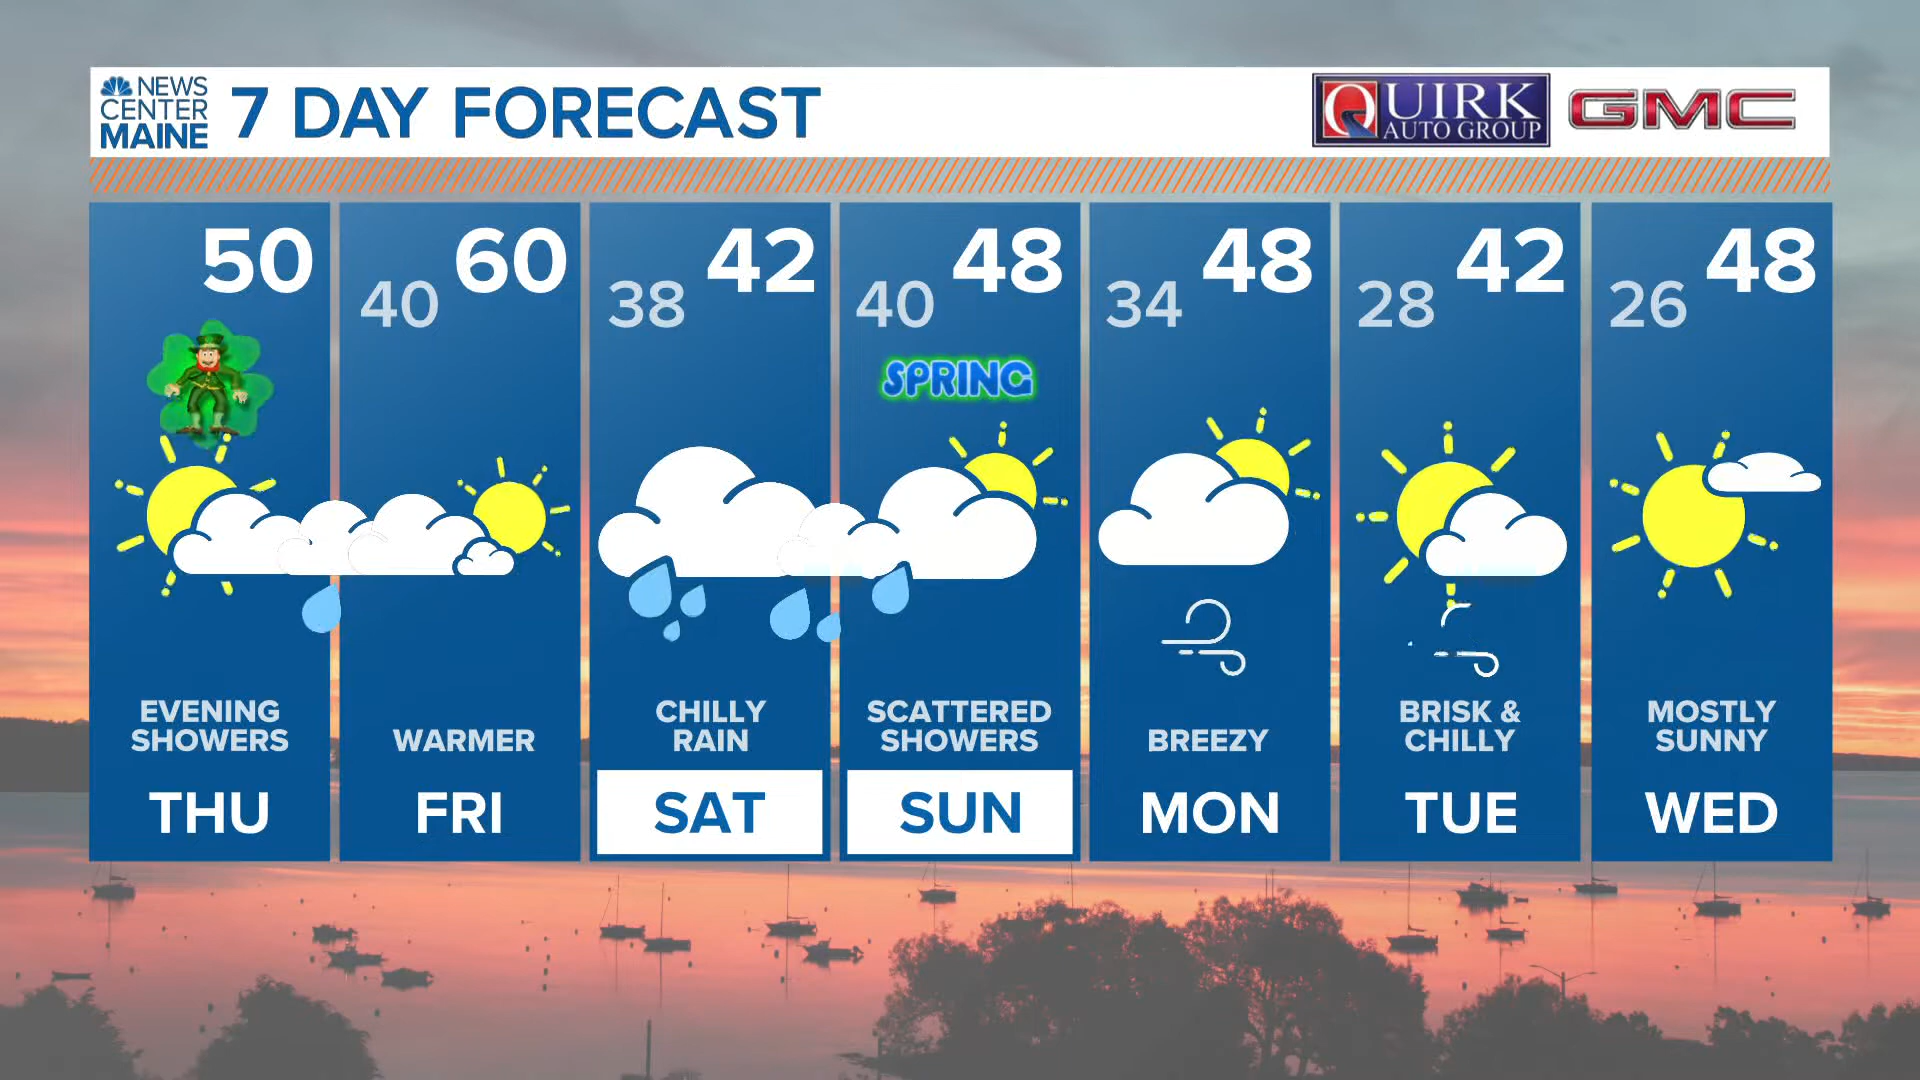 NEWS
CENTER
MAINE
7 DAY FORECAST
QUIRK
AUTO GROUP
GMC
50
40 60
38 42
40 48
34 48
28 42
26 48
SPRING
EVENING
SHOWERS
WARMER
CHILLY
RAIN
SCATTERED
SHOWERS
BREEZY
BRISK &
CHILLY
MOSTLY
SUNNY
THU
FRI
SAT
SUN
MON
TUE
WED